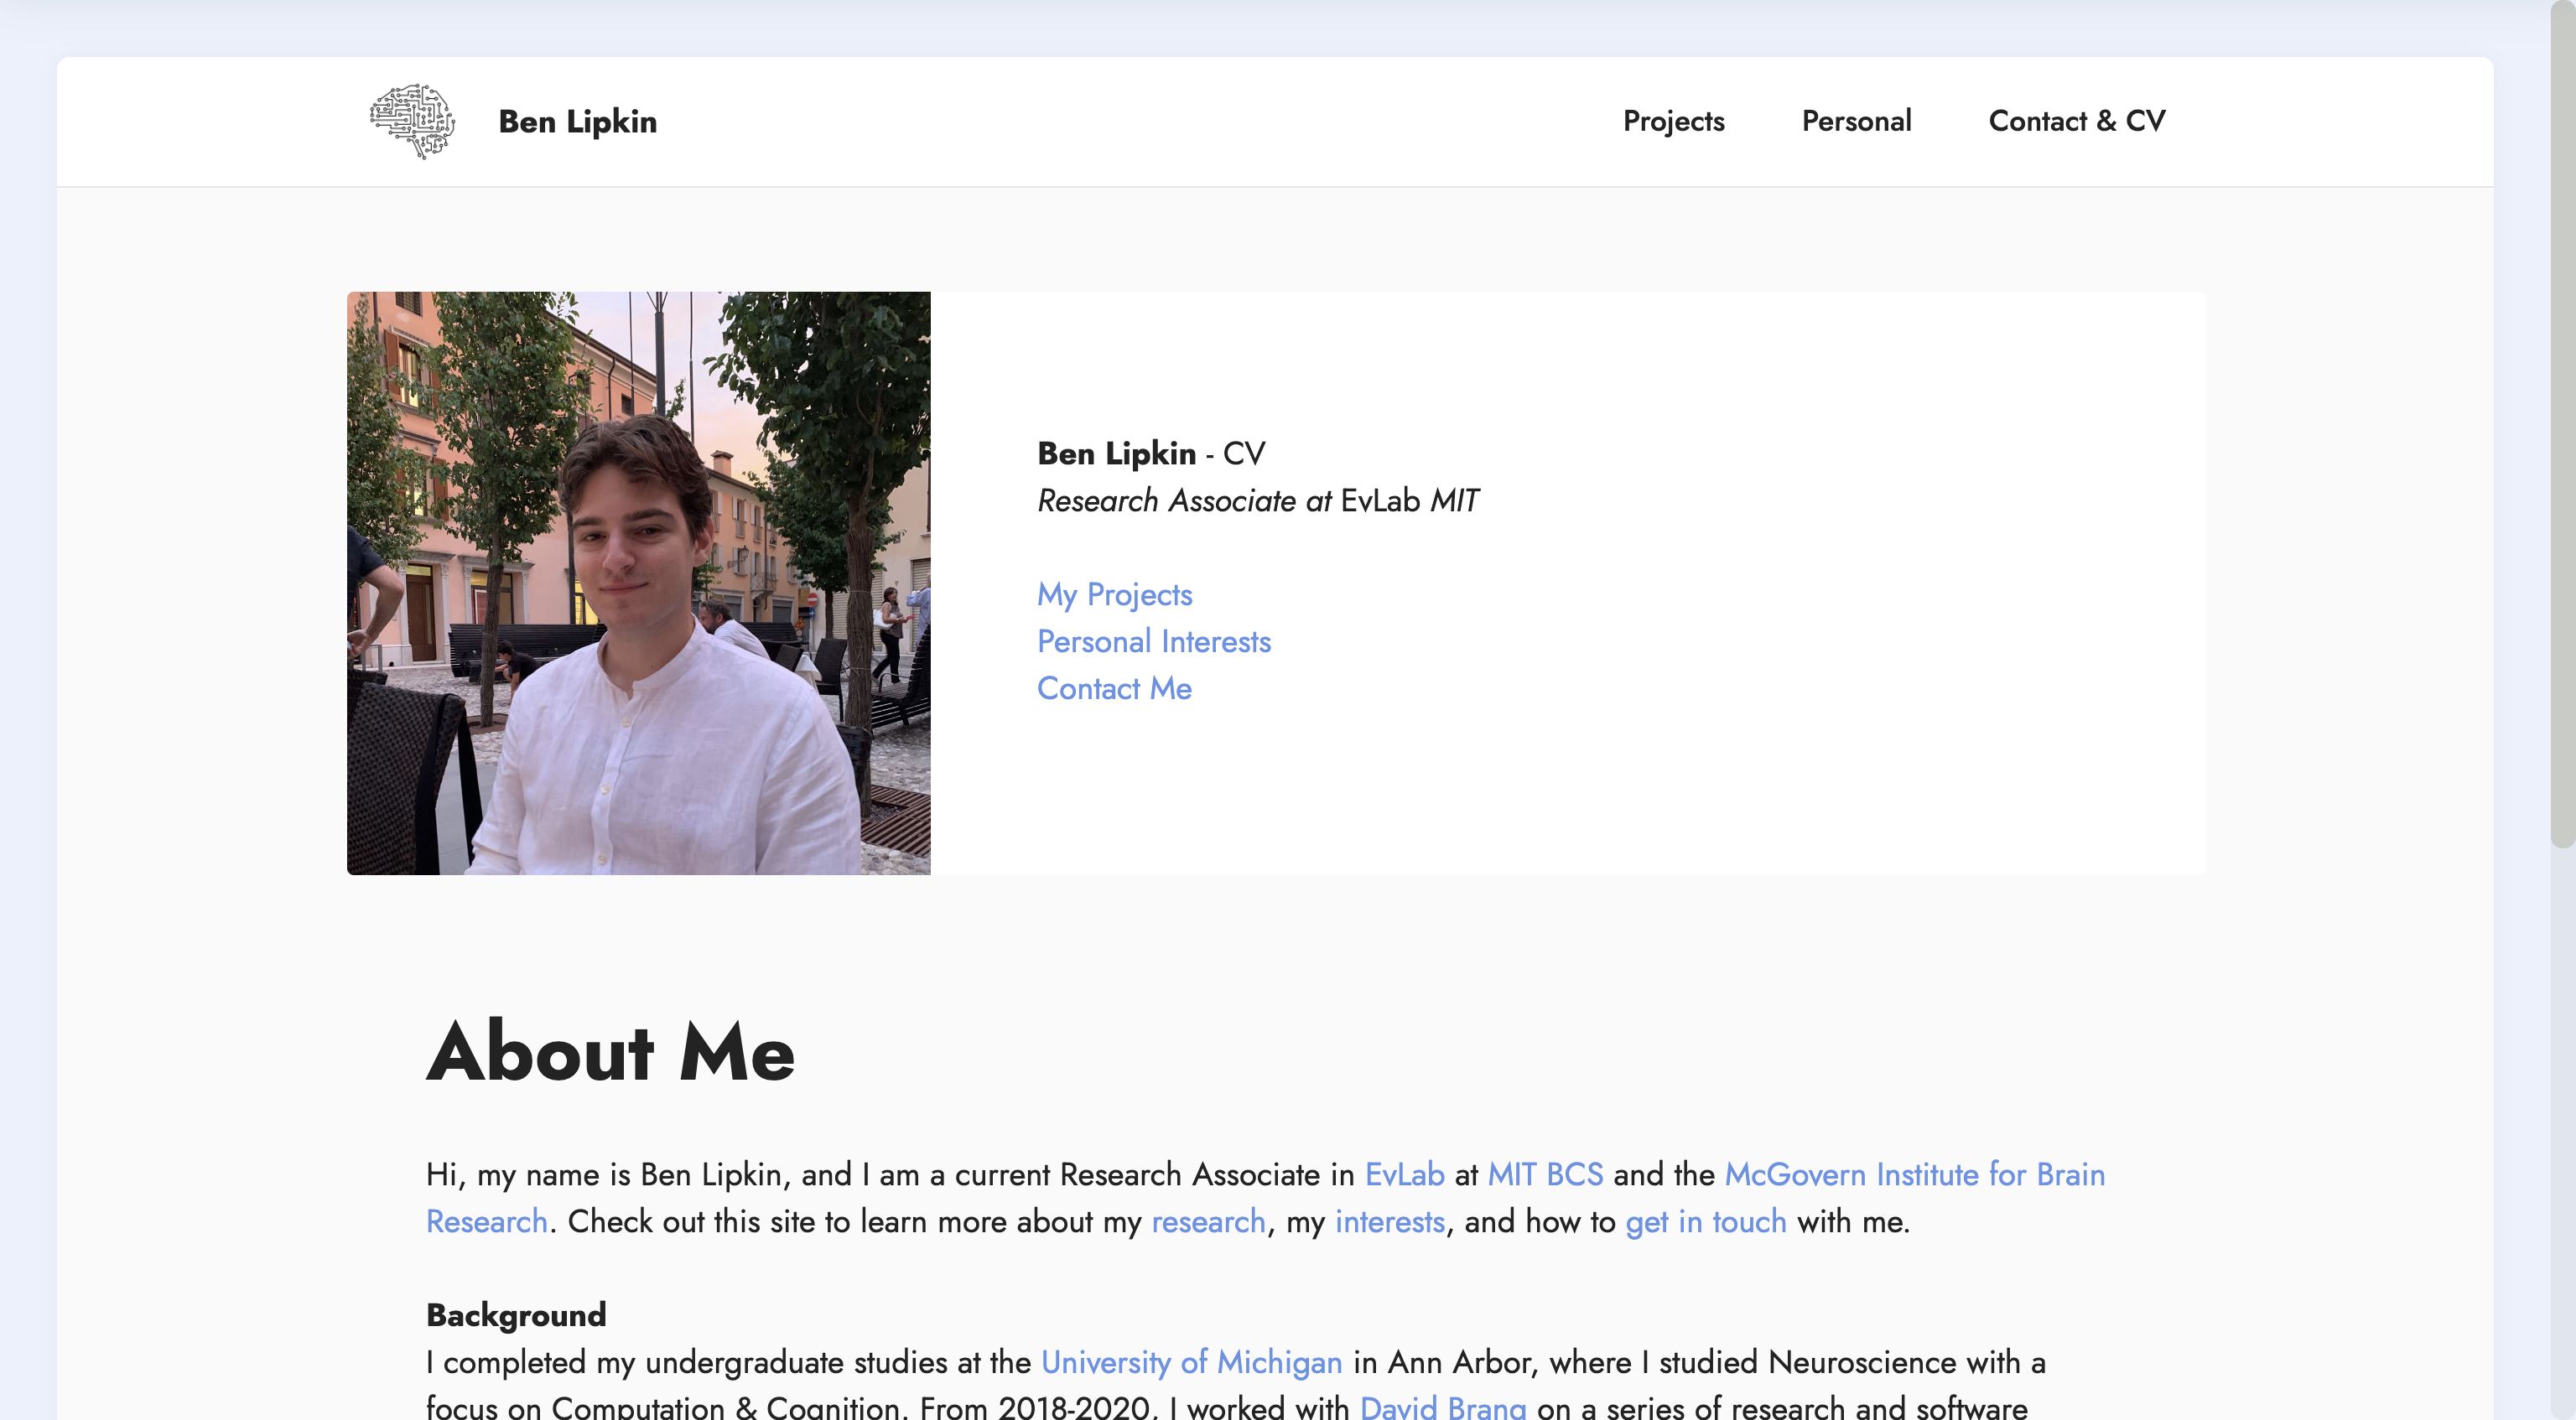 Ben Lipkin
Projects
Personal
Contact & CV
Ben Lipkin - CV
Research Associate at EvLab MIT
My Projects
Personal Interests
Contact Me
About Me
Hi, my name is Ben Lipkin, and I am a current Research Associate in EvLab at MIT BCS and the McGovern Institute for Brain
Research. Check out this site to learn more about my research, my interests, and how to get in touch with me.
Background
I completed my undergraduate studies at the University of Michigan in Ann Arbor, where I studied Neuroscience with a
focus on Computation & Cognition. From 2018-2020, I worked with David Brang on a series of research and software